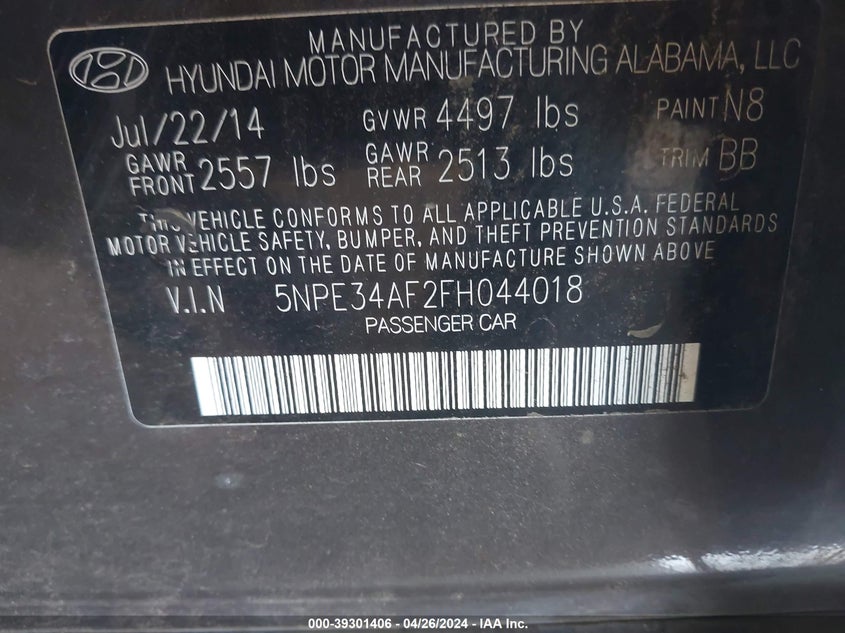 MANUFACTURED BY
HYUNDAI MOTOR MANUFACTURING ALABAMA, LLC
Jul/22/14 GVWR 4497 lbs PAINT N8
GAWR FRONT 2557 lbs GAWR REAR 2513 lbs TRIM BB
THIS VEHICLE CONFORMS TO ALL APPLICABLE U.S.A. FEDERAL
MOTOR VEHICLE SAFETY, BUMPER, AND THEFT PREVENTION STANDARDS
IN EFFECT ON THE DATE OF MANUFACTURE SHOWN ABOVE
V.I.N 5NPE34AF2FH044018
PASSENGER CAR
000-39301406 - 04/26/2024 - IAA Inc.